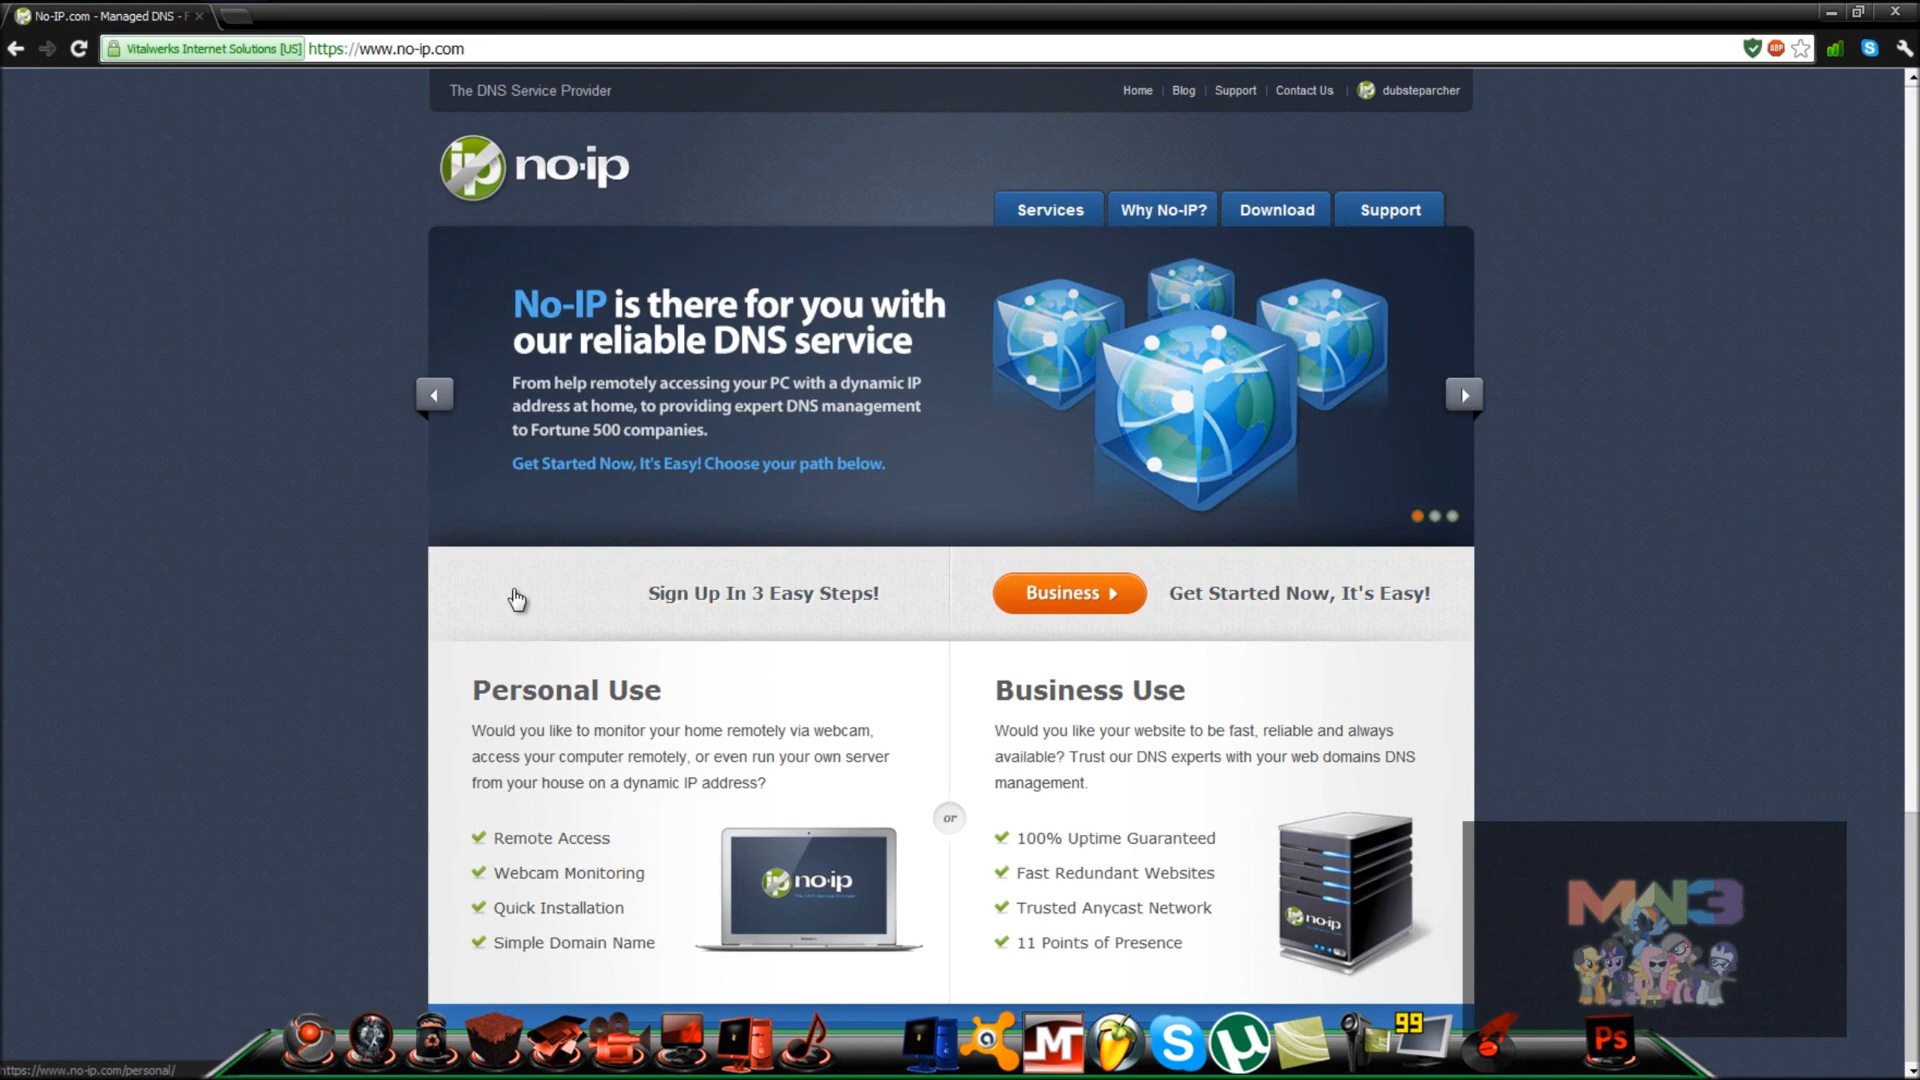 No-IP.com - Managed DNS - F
Vitalwerks Internet Solutions [US] https://www.no-ip.com
ABP
The DNS Service Provider
Home Blog Support Contact Us dubsteparcher
ip no·ip
Services Why No-IP? Download Support
No-IP is there for you with
our reliable DNS service
From help remotely accessing your PC with a dynamic IP
address at home, to providing expert DNS management
to Fortune 500 companies.
Get Started Now, It's Easy! Choose your path below.
Sign Up In 3 Easy Steps!
Business
Get Started Now, It's Easy!
Personal Use
Would you like to monitor your home remotely via webcam,
access your computer remotely, or even run your own server
from your house on a dynamic IP address?
Remote Access
Webcam Monitoring
Quick Installation
Simple Domain Name
no·ip
The DNS Service Provider
or
Business Use
Would you like your website to be fast, reliable and always
available? Trust our DNS experts with your web domains DNS
management.
100% Uptime Guaranteed
Fast Redundant Websites
Trusted Anycast Network
11 Points of Presence
no·ip
MW3
99
Ps
https://www.no-ip.com/personal/